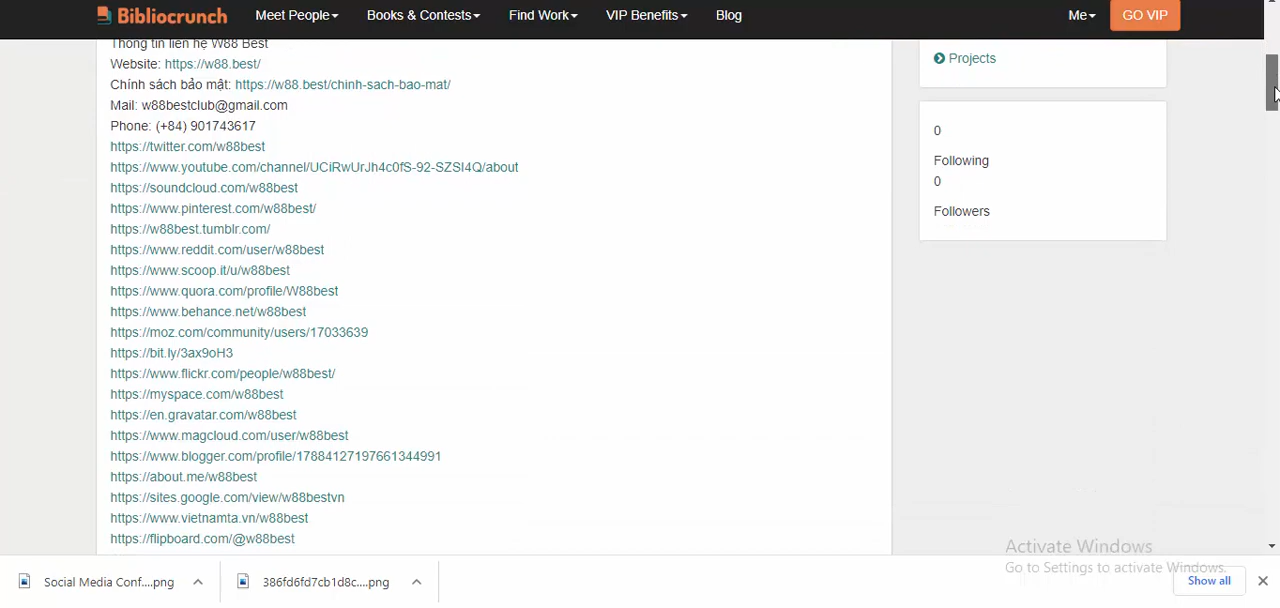 Bibliocrunch
Meet People
Books & Contests
Find Work
VIP Benefits
Blog
Me
GO VIP
Thông tin liên hệ W88 Best
Website: https://w88.best/
Chính sách bảo mật: https://w88.best/chinh-sach-bao-mat/
Mail: w88bestclub@gmail.com
Phone: (+84) 901743617
https://twitter.com/w88best
https://www.youtube.com/channel/UCiRwUrJh4c0fS-92-SZSI4Q/about
https://soundcloud.com/w88best
https://www.pinterest.com/w88best/
https://w88best.tumblr.com/
https://www.reddit.com/user/w88best
https://www.scoop.it/u/w88best
https://www.quora.com/profile/W88best
https://www.behance.net/w88best
https://moz.com/community/users/17033639
https://bit.ly/3ax9oH3
https://www.flickr.com/people/w88best/
https://myspace.com/w88best
https://en.gravatar.com/w88best
https://www.magcloud.com/user/w88best
https://www.blogger.com/profile/17884127197661344991
https://about.me/w88best
https://sites.google.com/view/w88bestvn
https://www.vietnamta.vn/w88best
https://flipboard.com/@w88best
Projects
0
Following
0
Followers
Activate Windows
Go to Settings to activate Windows.
Social Media Conf....png
386fd6fd7cb1d8c....png
Show all